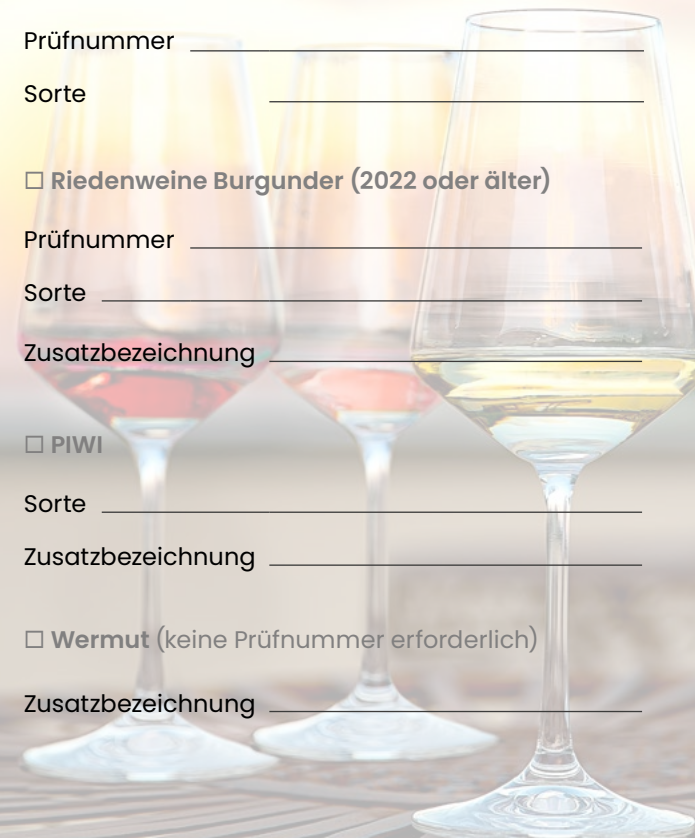 Prüfnummer
Sorte
☐ Riedenweine Burgunder (2022 oder älter)
Prüfnummer
Sorte
Zusatzbezeichnung
☐ PIWI
Sorte
Zusatzbezeichnung
☐ Wermut (keine Prüfnummer erforderlich)
Zusatzbezeichnung